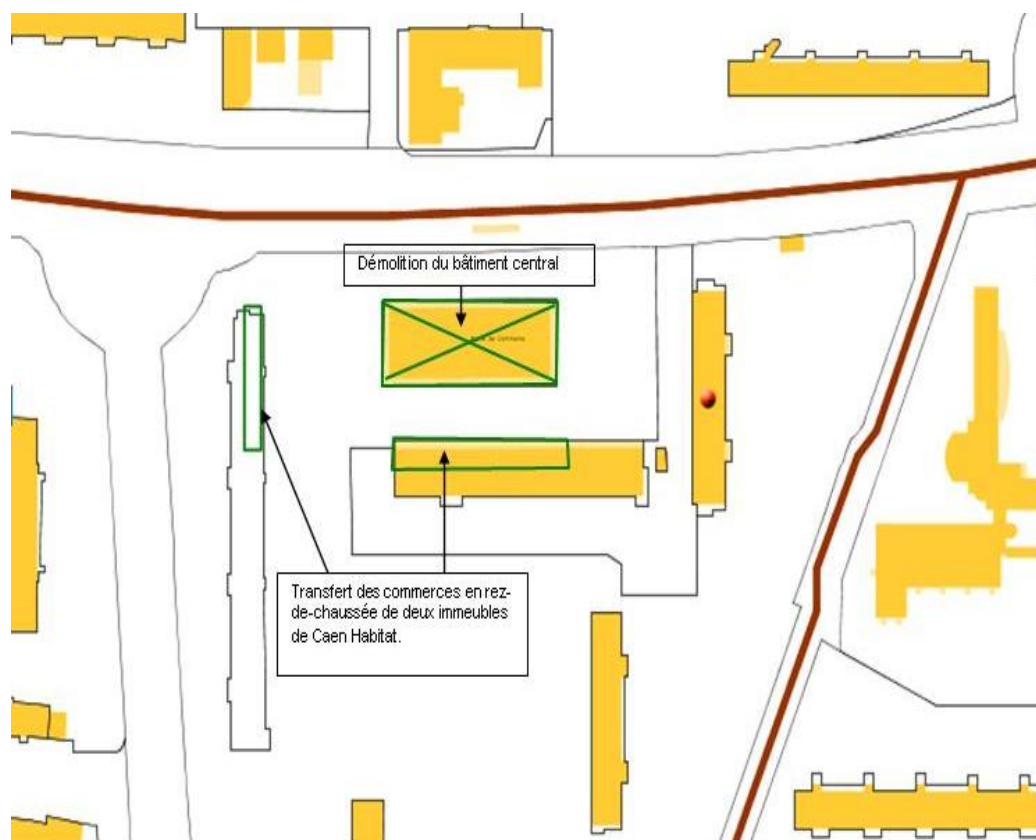 Démolition du bâtiment central
Transfert des commerces en rez-
de-chaussée de deux immeubles
de Caen Habitat.